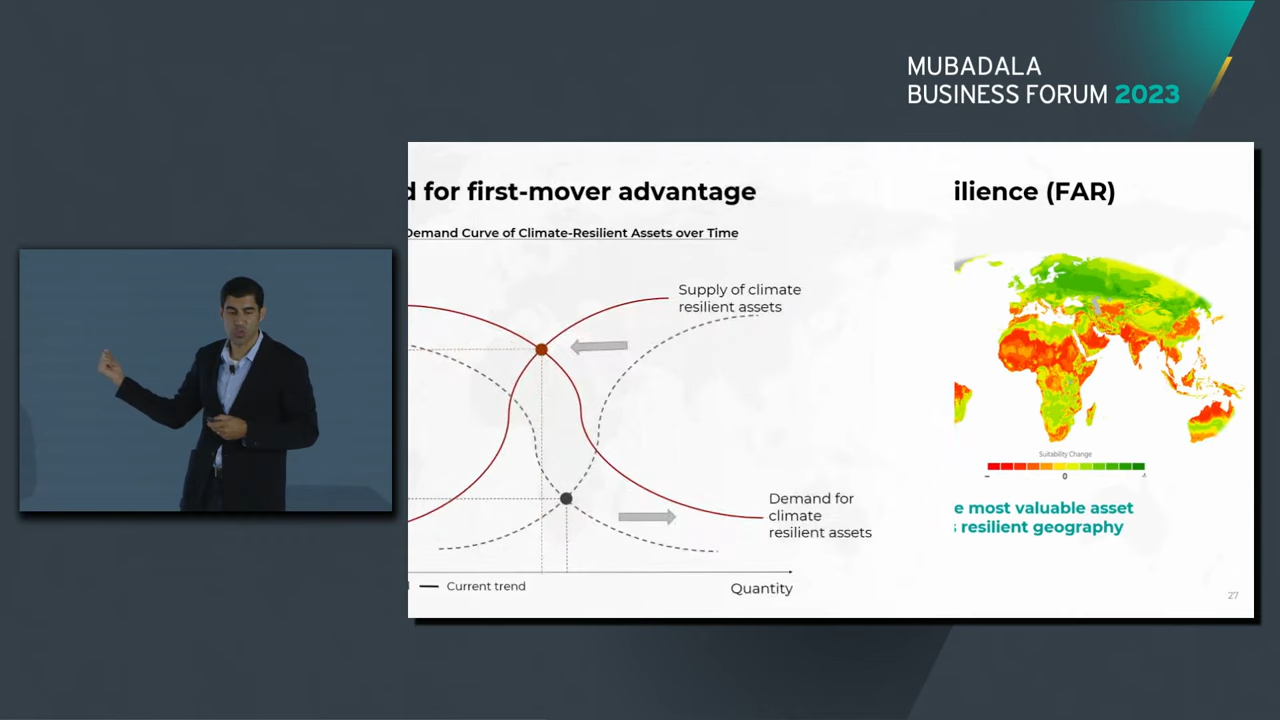 MUBADALA
BUSINESS FORUM 2023
d for first-mover advantage
ilience (FAR)
Demand Curve of Climate-Resilient Assets over Time
Supply of climate
resilient assets
Demand for
climate
resilient assets
Current trend
Quantity
Suitability Change
- 0
e most valuable asset
s resilient geography
27